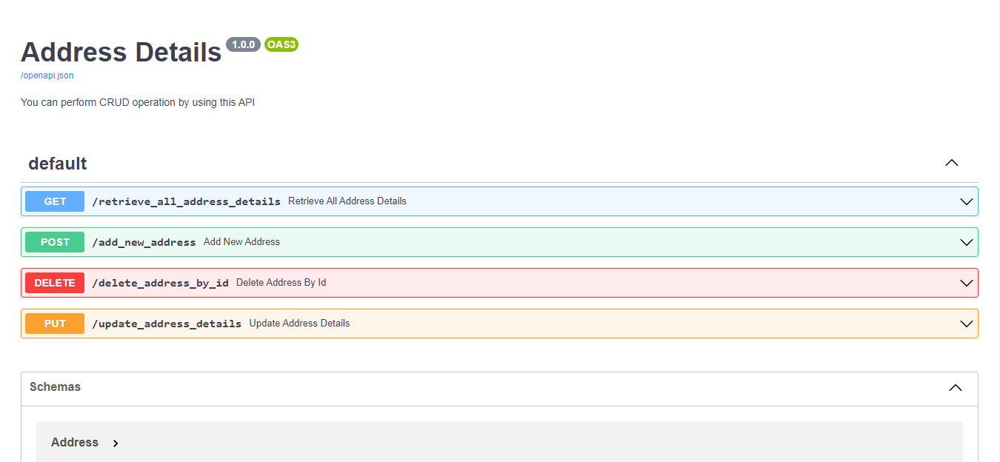 Address Details 1.0.0 OAS3
/openapi.json
You can perform CRUD operation by using this API
default
GET /retrieve_all_address_details Retrieve All Address Details
POST /add_new_address Add New Address
DELETE /delete_address_by_id Delete Address By Id
PUT /update_address_details Update Address Details
Schemas
Address